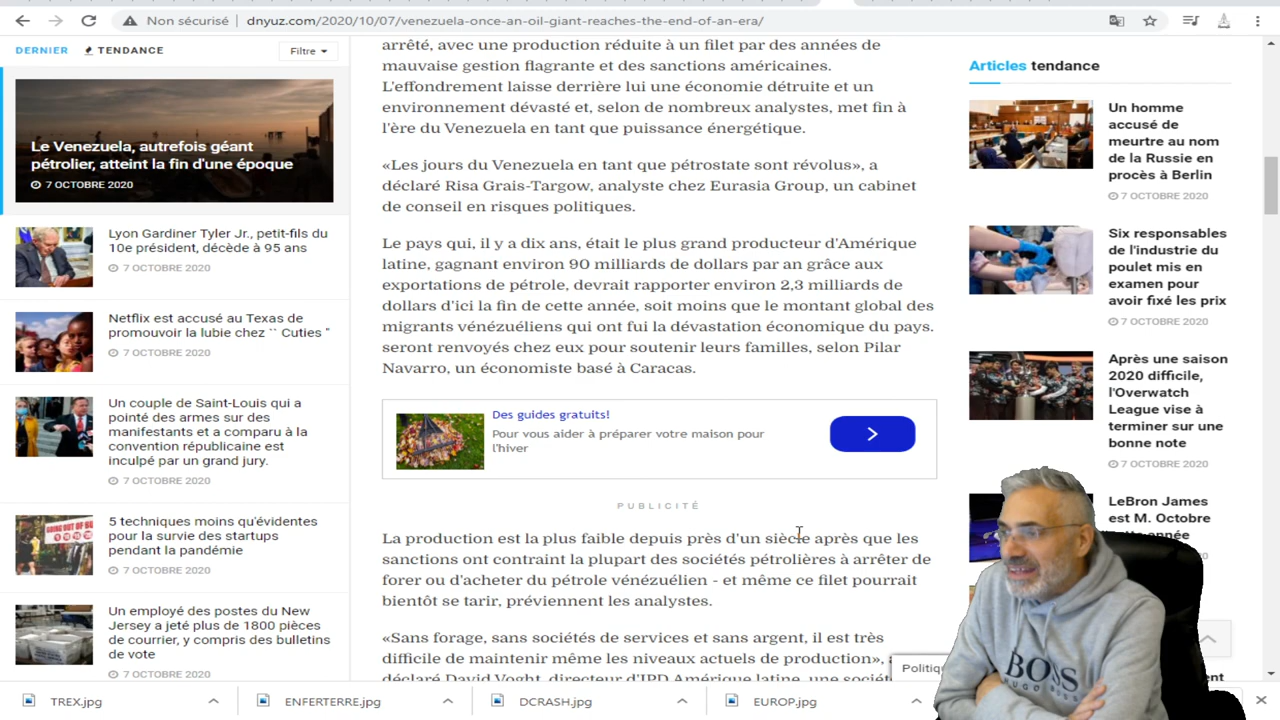 Non sécurisé | dnyuz.com/2020/10/07/venezuela-once-an-oil-giant-reaches-the-end-of-an-era/
DERNIER TENDANCE Filtre
Le Venezuela, autrefois géant
pétrolier, atteint la fin d'une époque
7 OCTOBRE 2020
Lyon Gardiner Tyler Jr., petit-fils du
10e président, décède à 95 ans
7 OCTOBRE 2020
Netflix est accusé au Texas de
promouvoir la lubie chez `` Cuties "
7 OCTOBRE 2020
Un couple de Saint-Louis qui a
pointé des armes sur des
manifestants et a comparu à la
convention républicaine est
inculpé par un grand jury.
7 OCTOBRE 2020
5 techniques moins qu'évidentes
pour la survie des startups
pendant la pandémie
7 OCTOBRE 2020
Un employé des postes du New
Jersey a jeté plus de 1800 pièces
de courrier, y compris des bulletins
de vote
7 OCTOBRE 2020
arrêté, avec une production réduite à un filet par des années de
mauvaise gestion flagrante et des sanctions américaines.
L'effondrement laisse derrière lui une économie détruite et un
environnement dévasté et, selon de nombreux analystes, met fin à
l'ère du Venezuela en tant que puissance énergétique.
«Les jours du Venezuela en tant que pétrostate sont révolus», a
déclaré Risa Grais-Targow, analyste chez Eurasia Group, un cabinet
de conseil en risques politiques.
Le pays qui, il y a dix ans, était le plus grand producteur d'Amérique
latine, gagnant environ 90 milliards de dollars par an grâce aux
exportations de pétrole, devrait rapporter environ 2,3 milliards de
dollars d'ici la fin de cette année, soit moins que le montant global des
migrants vénézuéliens qui ont fui la dévastation économique du pays.
seront renvoyés chez eux pour soutenir leurs familles, selon Pilar
Navarro, un économiste basé à Caracas.
Des guides gratuits!
Pour vous aider à préparer votre maison pour
l'hiver
PUBLICITÉ
La production est la plus faible depuis près d'un siècle après que les
sanctions ont contraint la plupart des sociétés pétrolières à arrêter de
forer ou d'acheter du pétrole vénézuélien - et même ce filet pourrait
bientôt se tarir, préviennent les analystes.
«Sans forage, sans sociétés de services et sans argent, il est très
difficile de maintenir même les niveaux actuels de production»,
déclaré David Voght, directeur d'IPD Amérique latine, une société
Articles tendance
Un homme
accusé de
meurtre au nom
de la Russie en
procès à Berlin
7 OCTOBRE 2020
Six responsables
de l'industrie du
poulet mis en
examen pour
avoir fixé les prix
7 OCTOBRE 2020
Après une saison
2020 difficile,
l'Overwatch
League vise à
terminer sur une
bonne note
7 OCTOBRE 2020
LeBron James
est M. Octobre
année
Politiq
BOSS
HUGO BOSS
TREX.jpg ENFERTERRE.jpg DCRASH.jpg EUROP.jpg